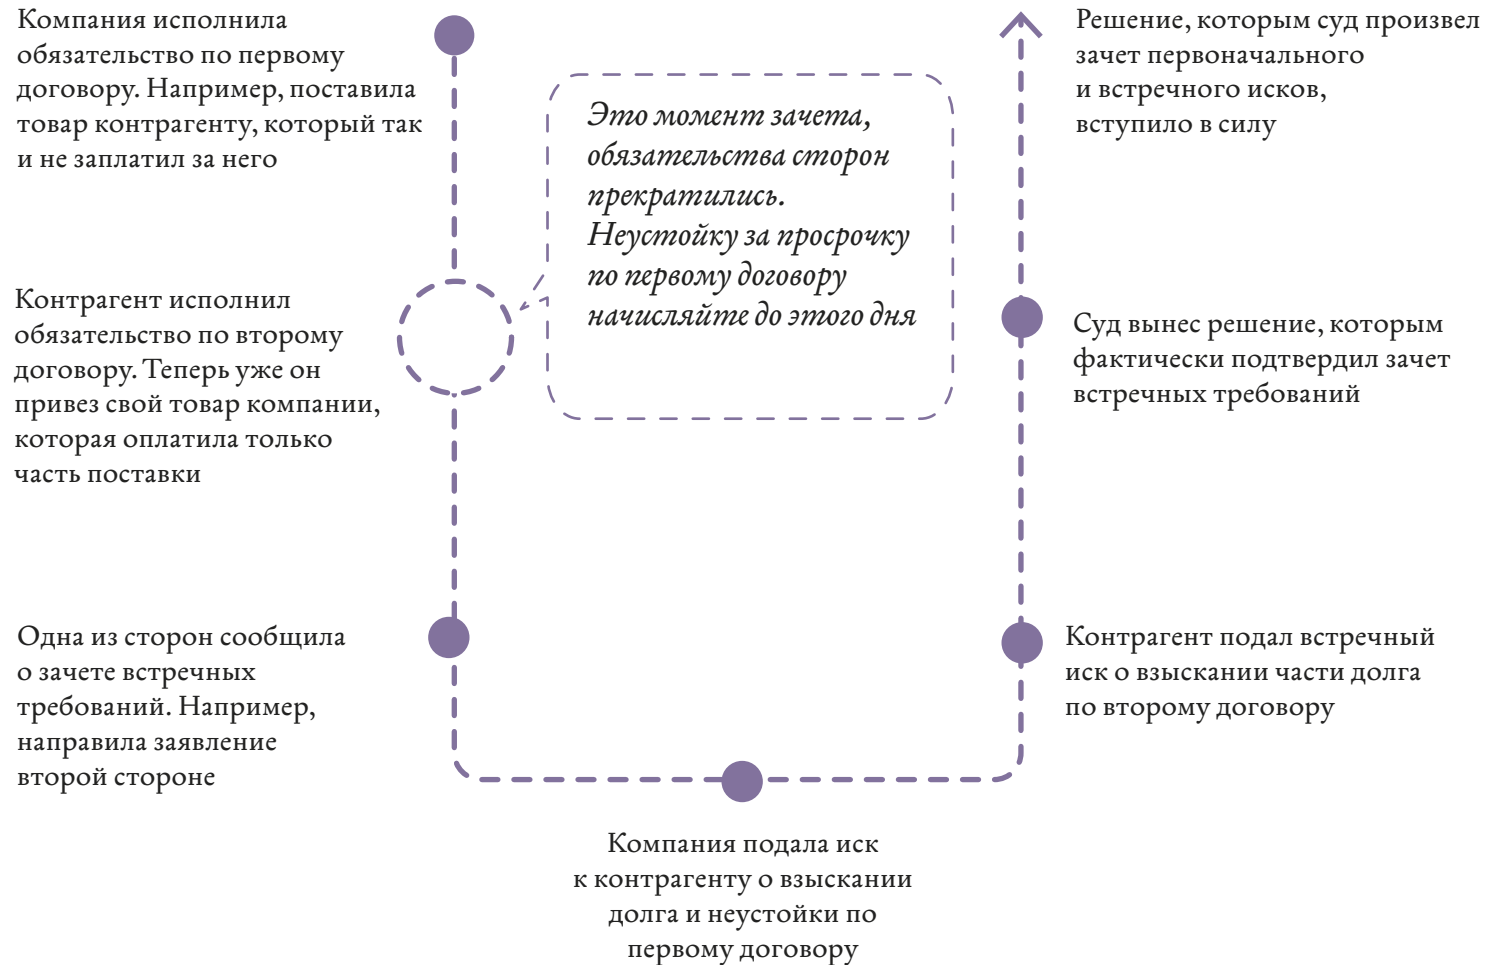 Компания исполнила
обязательство по первому
договору. Например, поставила
товар контрагенту, который так
и не заплатил за него
Это момент зачета,
обязательства сторон
прекратились.
Неустойку за просрочку
по первому договору
начисляйте до этого дня
Контрагент исполнил
обязательство по второму
договору. Теперь уже он
привез свой товар компании,
которая оплатила только
часть поставки
Одна из сторон сообщила
о зачете встречных
требований. Например,
направила заявление
второй стороне
Компания подала иск
к контрагенту о взыскании
долга и неустойки по
первому договору
Контрагент подал встречный
иск о взыскании части долга
по второму договору
Суд вынес решение, которым
фактически подтвердил зачет
встречных требований
Решение, которым суд произвел
зачет первоначального
и встречного исков,
вступило в силу